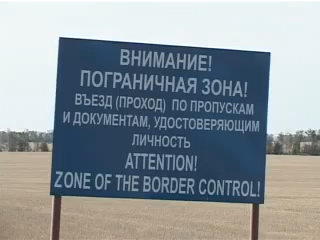 ВНИМАНИЕ!
ПОГРАНИЧНАЯ ЗОНА!
ВЪЕЗД (ПРОХОД) ПО ПРОПУСКАМ
И ДОКУМЕНТАМ, УДОСТОВЕРЯЮЩИМ
ЛИЧНОСТЬ
ATTENTION!
ZONE OF THE BORDER CONTROL!